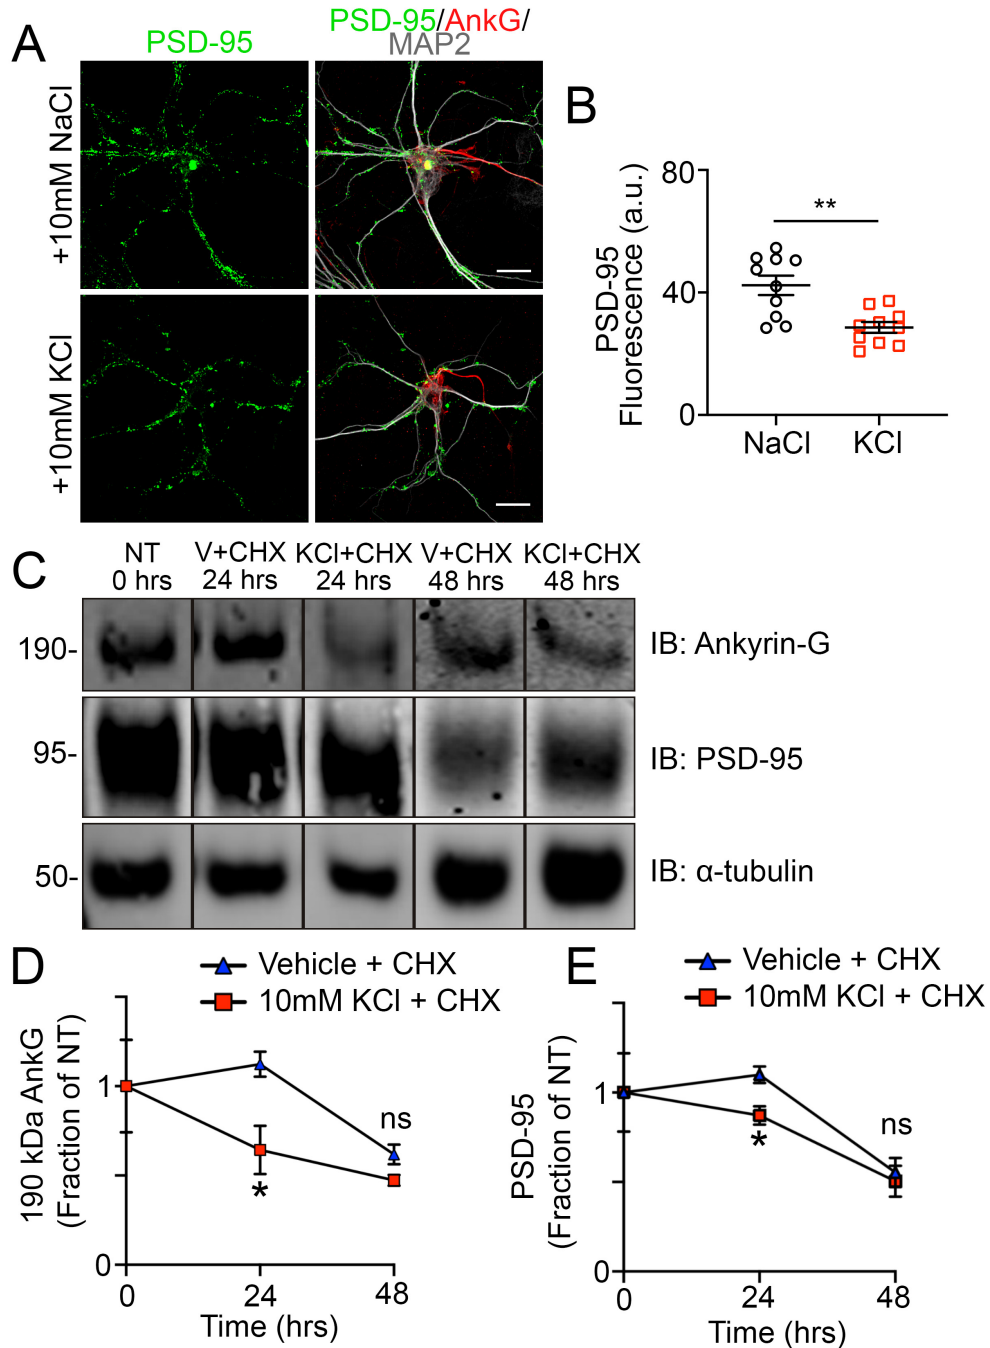 A
PSD-95
PSD-95/AnkG/
MAP2
+10mM NaCl
+10mM KCl
B
PSD-95
Fluorescence (a.u.)
80
40
0
**
NaCl
KCl
C
NT
0 hrs
V+CHX
24 hrs
KCl+CHX
24 hrs
V+CHX
48 hrs
KCl+CHX
48 hrs
190-
IB: Ankyrin-G
95-
IB: PSD-95
50-
IB: α-tubulin
D
Vehicle + CHX
10mM KCl + CHX
190 kDa AnkG
(Fraction of NT)
1
0
ns
*
0
24
48
Time (hrs)
E
Vehicle + CHX
10mM KCl + CHX
PSD-95
(Fraction of NT)
1
0
ns
*
0
24
48
Time (hrs)